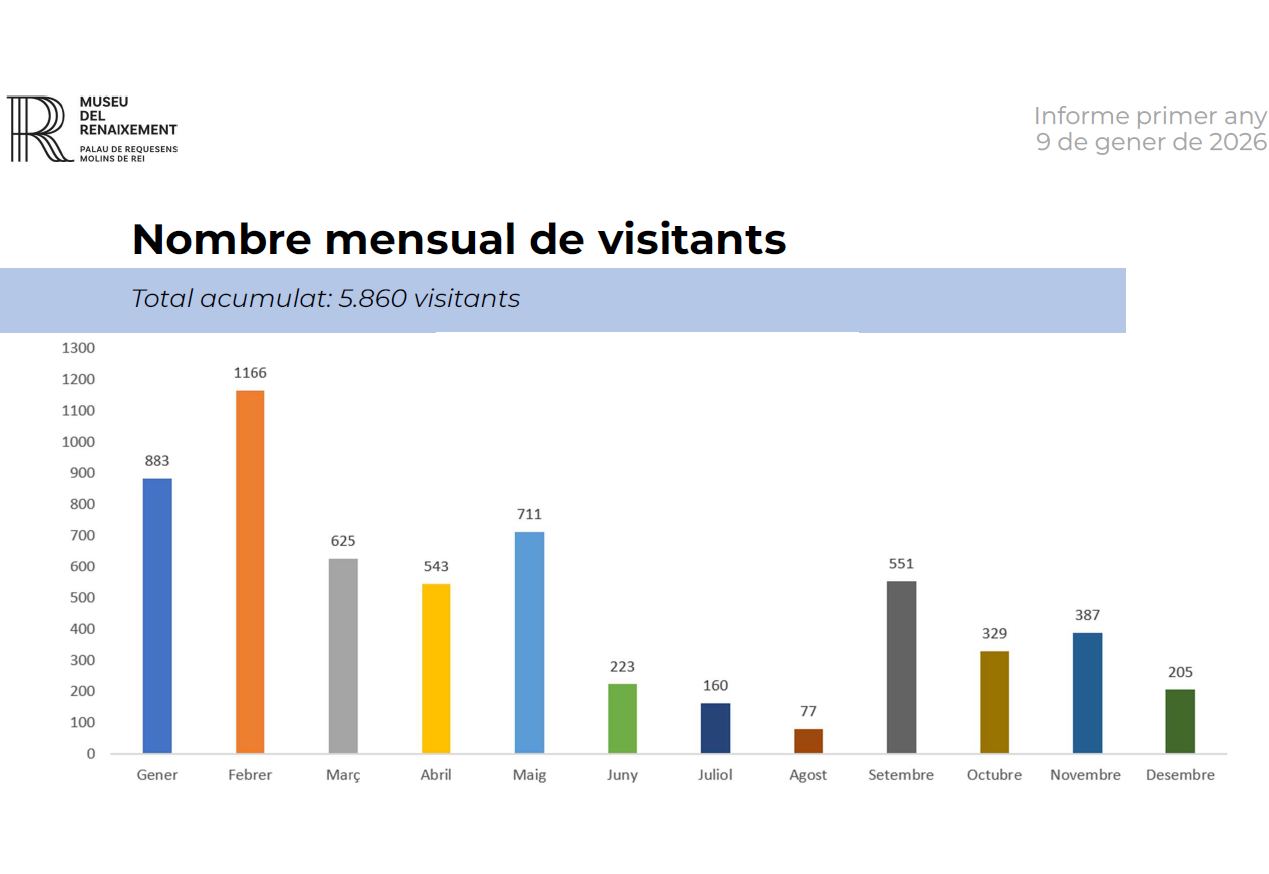 MUSEU
DEL
RENAIXEMENT
PALAU DE REQUESENS
MOLINS DE REI
Informe primer any
9 de gener de 2026
Nombre mensual de visitants
Total acumulat: 5.860 visitants
1300
1200
1100
1000
900
800
700
600
500
400
300
200
100
0
883
1166
625
543
711
223
160
77
551
329
387
205
Gener Febrer Març Abril Maig Juny Juliol Agost Setembre Octubre Novembre Desembre